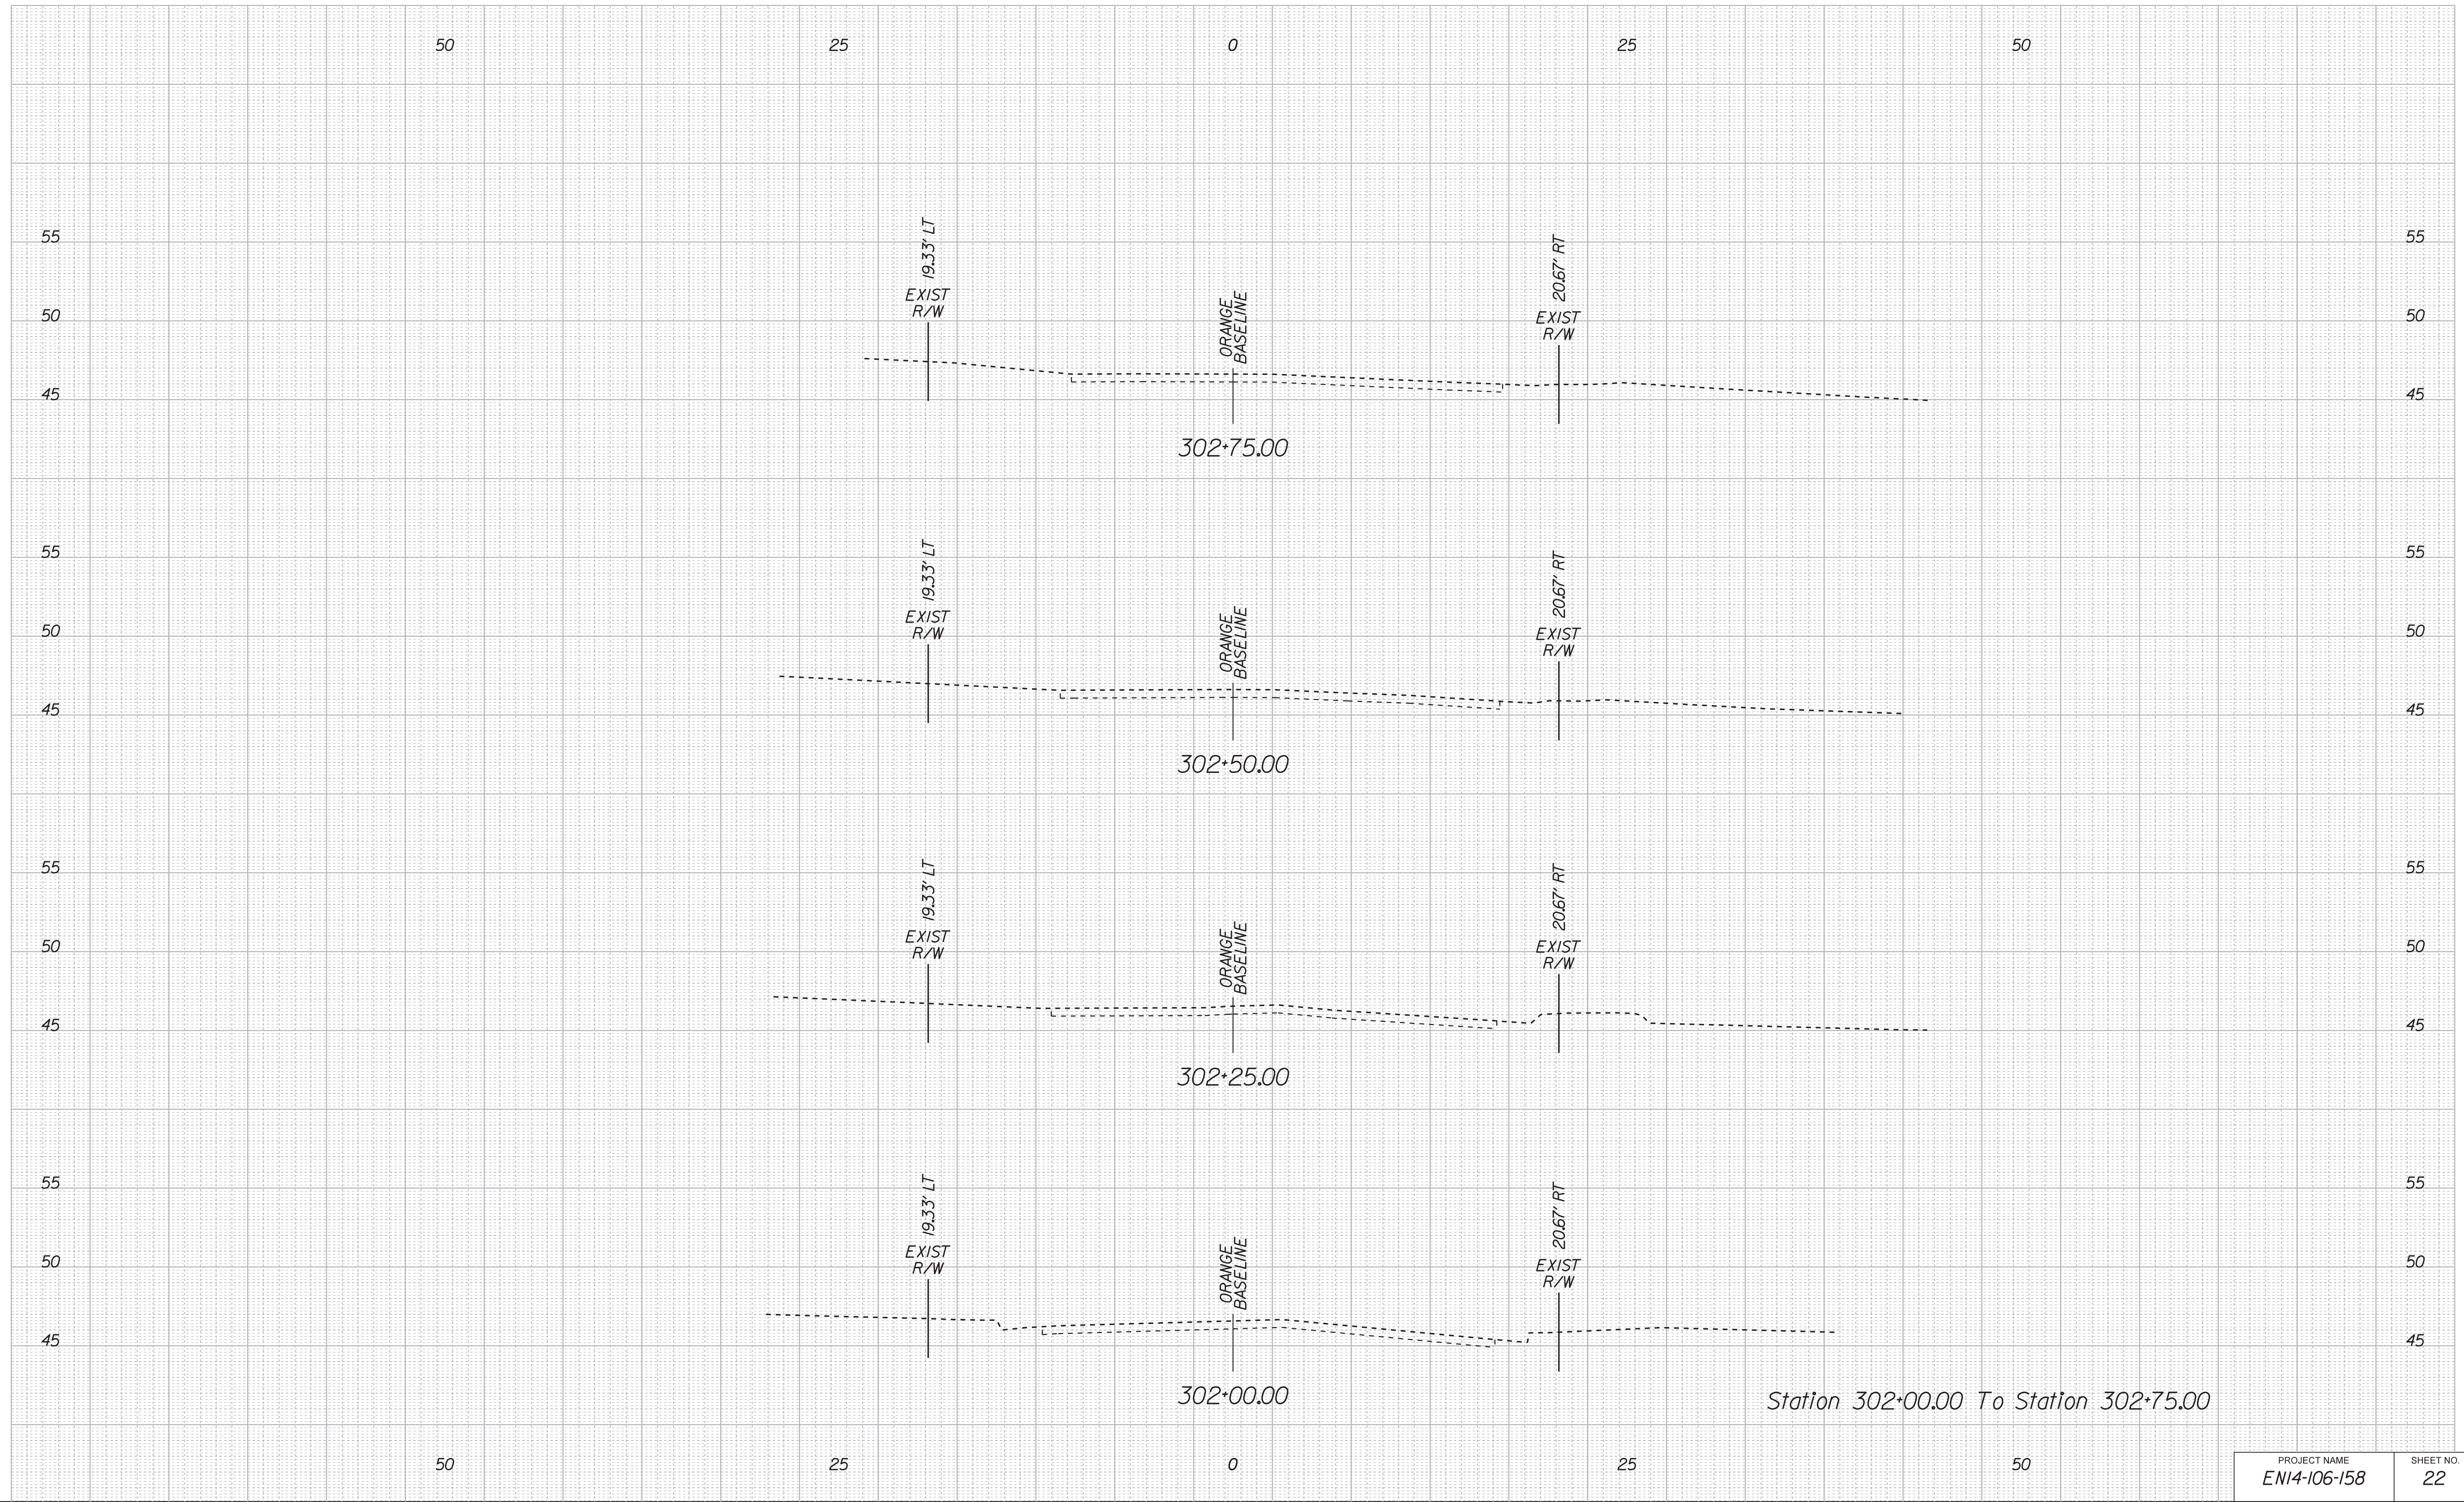 50 25 0 25 50
19.33' LT
20.67' RT
55 55
EXIST
R/W
ORANGE
BASELINE
EXIST
R/W
50 50
45 45
302+75.00
19.33' LT
20.67' RT
55 55
EXIST
R/W
ORANGE
BASELINE
EXIST
R/W
50 50
45 45
302+50.00
19.33' LT
20.67' RT
55 55
EXIST
R/W
ORANGE
BASELINE
EXIST
R/W
50 50
45 45
302+25.00
19.33' LT
20.67' RT
55 55
EXIST
R/W
ORANGE
BASELINE
EXIST
R/W
50 50
45 45
302+00.00
Station 302+00.00 To Station 302+75.00
50 25 0 25 50
PROJECT NAME SHEET NO.
EN14-106-158 22